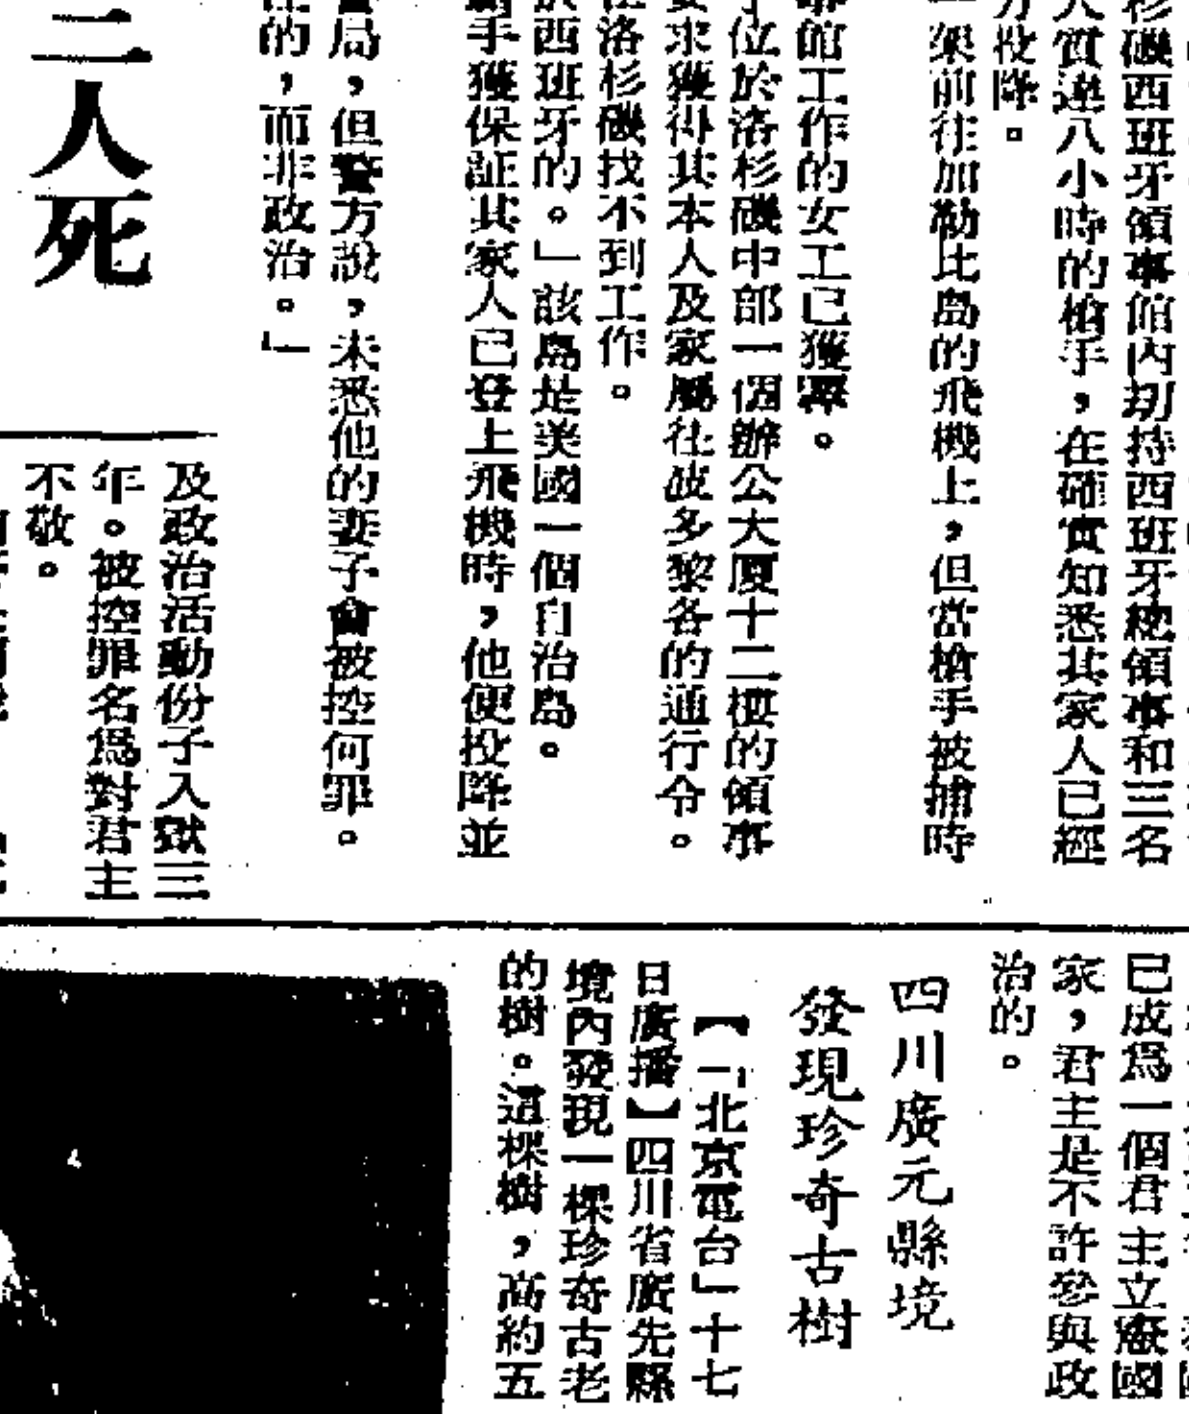 杉磯西班牙領事館內刧持西班牙總領事和三名
人質達八小時的槍手，在確實知悉其家人已經
方投降。
一架前往加勒比島的飛機上，但當槍手被捕時
事館工作的女工已獲釋。
位於洛杉磯中部一個辦公大厦十二樓的領事
要求獲得其本人及家屬往波多黎各的通行令。
在洛杉磯找不到工作。
於西班牙的。」該島是美國一個自治島。
槍手獲保証其家人已登上飛機時，他便投降並
警局，但警方說，未悉他的妻子會被控何罪。
的，而非政治。」
二人死
及政治活動份子入獄三
年。被控罪名爲對君主
不敬。
已成爲一個君主立憲國
家，君主是不許參與政
治的。
四川廣元縣境
發現珍奇古樹
【「北京電台」十七
日廣播】四川省廣先縣
境內發現一棵珍奇古老
的樹。這棵樹，高約五